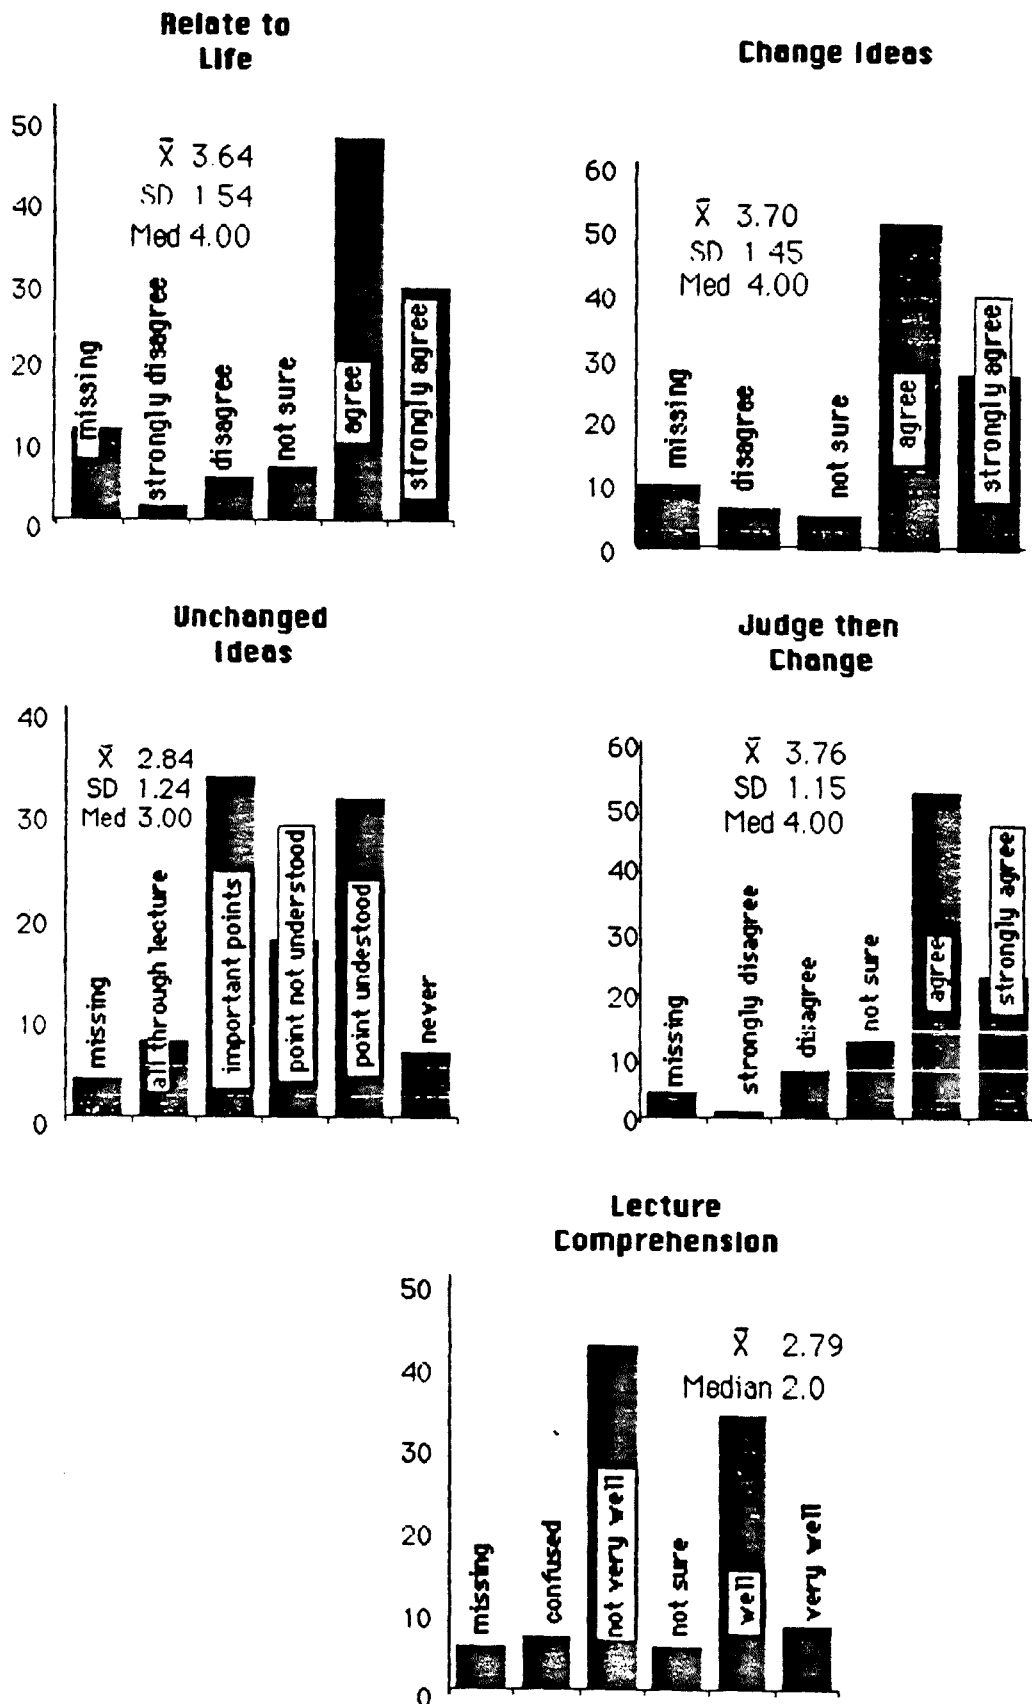 Relate to
Life
50
40
30
20
10
0
X̄ 3.64
SD 1.54
Med 4.00
missing
strongly disagree
disagree
not sure
agree
strongly agree
Change Ideas
60
50
40
30
20
10
0
X̄ 3.70
SD 1.45
Med 4.00
missing
disagree
not sure
agree
strongly agree
Unchanged
Ideas
40
30
20
10
0
X̄ 2.84
SD 1.24
Med 3.00
missing
all through lecture
important points
point not understood
point undestood
never
Judge then
Change
60
50
40
30
20
10
0
X̄ 3.76
SD 1.15
Med 4.00
missing
strongly disagree
disagree
not sure
agree
strongly agree
Lecture
Comprehension
50
40
30
20
10
0
X̄ 2.79
Median 2.0
missing
confused
not very well
not sure
well
very well